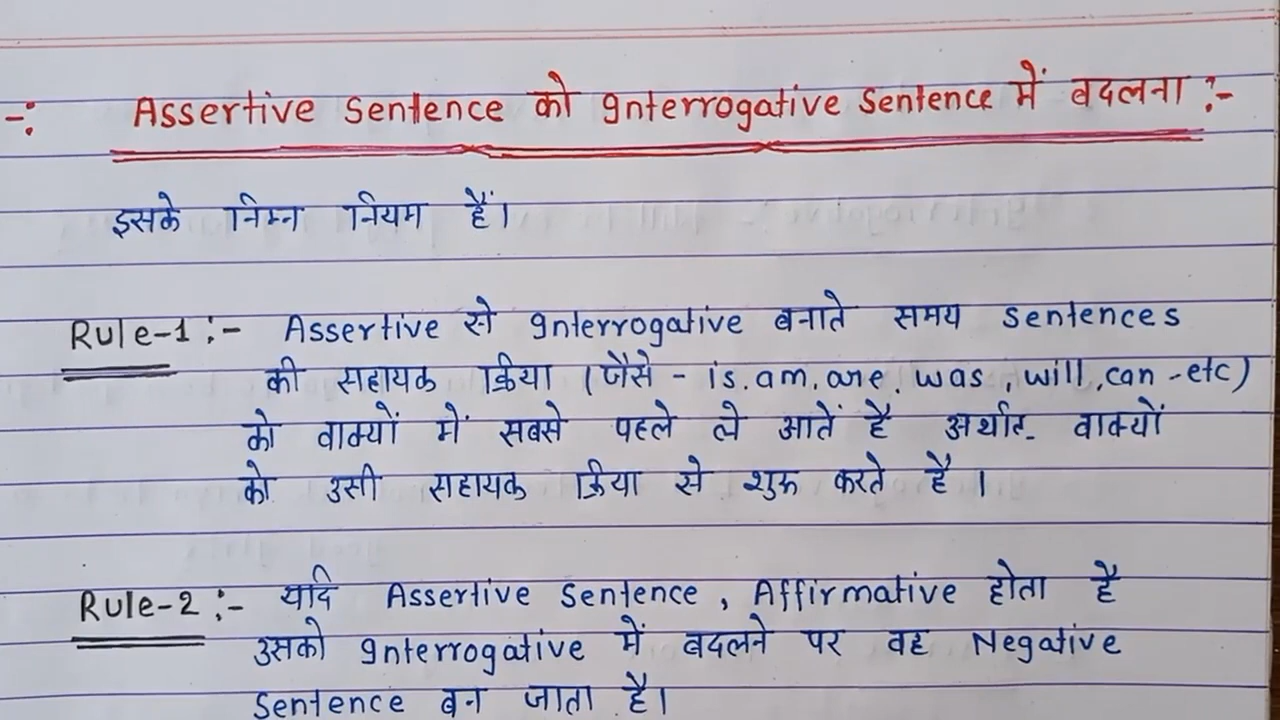 -: Assertive Sentence को Interrogative Sentence में बदलना :-
इसके निम्न नियम हैं।
Rule-1 :- Assertive से Interrogative बनाते समय Sentences
की सहायक क्रिया (जैसे - is.am.are.was,will,can -etc)
को वाक्यों में सबसे पहले ले आतें है अर्थात् वाक्यों
को उसी सहायक क्रिया से शुरू करते है ।
Rule-2 :- यदि Assertive Sentence, Affirmative होता है
उसको Interrogative में बदलने पर वह Negative
Sentence बन जाता है।